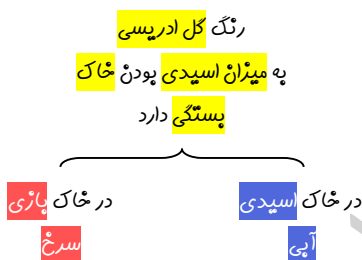 رنگ گل ادریسی
به میزان اسیدی بودن خاک
بستگی دارد
در خاک اسیدی
آبی
در خاک بازی
سرخ